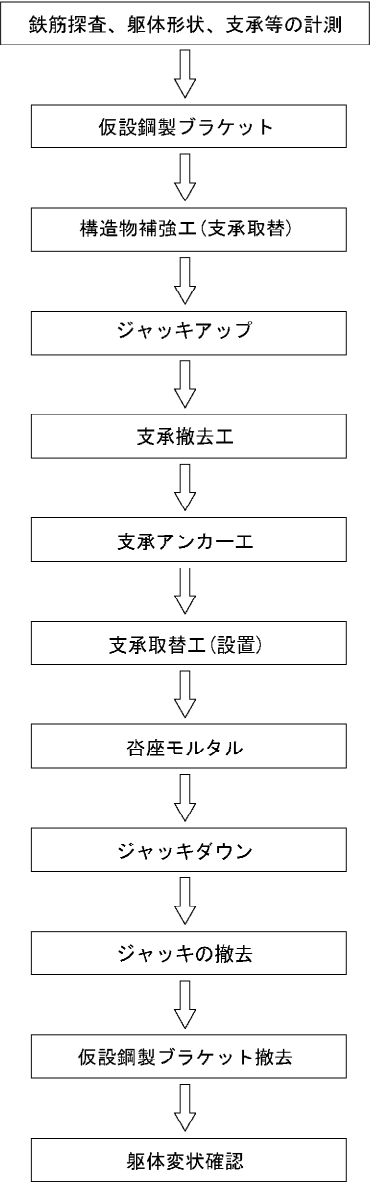 鉄筋探査、躯体形状、支承等の計測
仮設鋼製ブラケット
構造物補強工(支承取替)
ジャッキアップ
支承撤去工
支承アンカー工
支承取替工(設置)
沓座モルタル
ジャッキダウン
ジャッキの撤去
仮設鋼製ブラケット撤去
躯体変状確認